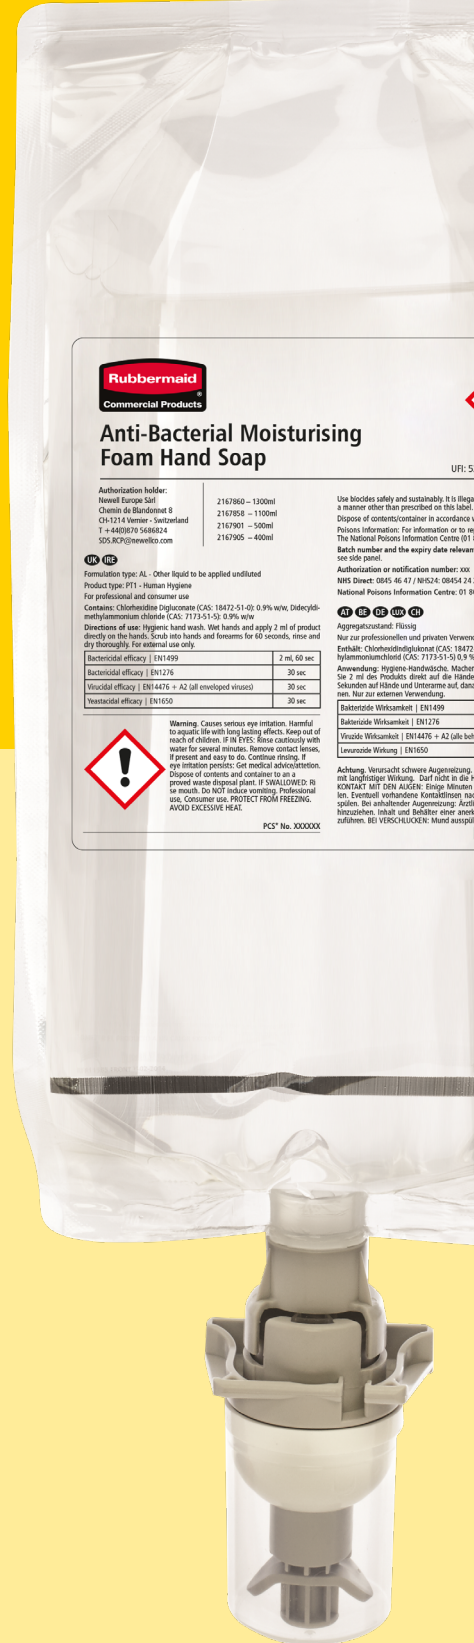 Rubbermaid
®
Commercial Products
Anti-Bacterial Moisturising
Foam Hand Soap
UFI: 5
Authorization holder:
Newell Europe Sàrl
Chemin de Blandonnet 8
CH-1214 Vernier - Switzerland
T +44(0)870 5686824
SDS.RCP@newellco.com
2167860 – 1300ml
2167858 – 1100ml
2167901 – 500ml
2167905 – 400ml
UK IRE
Formulation type: AL - Other liquid to be applied undiluted
Product type: PT1 - Human Hygiene
For professional and consumer use
Contains: Chlorhexidine Digluconate (CAS: 18472-51-0): 0.9% w/w, Didecyldi-
methylammonium chloride (CAS: 7173-51-5): 0.9% w/w
Directions of use: Hygienic hand wash. Wet hands and apply 2 ml of product
directly on the hands. Scrub into hands and forearms for 60 seconds, rinse and
dry thoroughly. For external use only.
Bactericidal efficacy | EN1499 2 ml, 60 sec
Bactericidal efficacy | EN1276 30 sec
Virucidal efficacy | EN14476 + A2 (all enveloped viruses) 30 sec
Yeastacidal efficacy | EN1650 30 sec
Warning. Causes serious eye irritation. Harmful
to aquatic life with long lasting effects. Keep out of
reach of children. IF IN EYES: Rinse cautiously with
water for several minutes. Remove contact lenses,
if present and easy to do. Continue rinsing. If
eye irritation persists: Get medical advice/attetion.
Dispose of contents and container to an a
proved waste disposal plant. IF SWALLOWED: Ri
se mouth. Do NOT induce vomiting. Professional
use, Consumer use. PROTECT FROM FREEZING.
AVOID EXCESSIVE HEAT.
PCS* No. XXXXXX
Use biocides safely and sustainably. It is illega
a manner other than prescribed on this label.
Dispose of contents/container in accordance
Poisons Information: For information or to re
The National Poisons Information Centre (01
Batch number and the expiry date relevan
see side panel.
Authorization or notification number: xxx
NHS Direct: 0845 46 47 / NHS24: 08454 24
National Poisons Information Centre: 01 8
AT BE DE LUX CH
Aggregatszustand: Flüssig
Nur zur professionellen und privaten Verwen
Enthält: Chlorhexidindiglukonat (CAS: 18472
hylammoniumchlorid (CAS: 7173-51-5) 0,9 %
Anwendung: Hygiene-Handwäsche. Mache
Sie 2 ml des Produkts direkt auf die Hände
Sekunden auf Hände und Unterarme auf, dana
nen. Nur zur externen Verwendung.
Bakterizide Wirksamkeit | EN1499
Bakterizide Wirksamkeit | EN1276
Viruzide Wirksamkeit | EN14476 + A2 (alle beh
Levurozide Wirkung | EN1650
Achtung. Verursacht schwere Augenreizung.
mit langfristiger Wirkung. Darf nicht in die H
KONTAKT MIT DEN AUGEN: Einige Minuten
len. Eventuell vorhandene Kontaktlinsen nac
spülen. Bei anhaltender Augenreizung: Ärztli
hinzuziehen. Inhalt und Behälter einer anerk
zuführen. BEI VERSCHLUCKEN: Mund ausspül